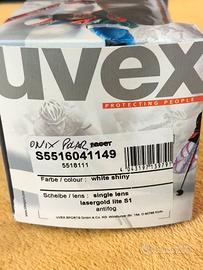 uvex
PROTECTING PEOPLE
ONIX POLAR
S5516041149
5518111
Farbe / colour : white shiny
Scheibe / lens : single lens
lasergold lite S1
antifog
UVEX SPORTS GmbH & Co. KG